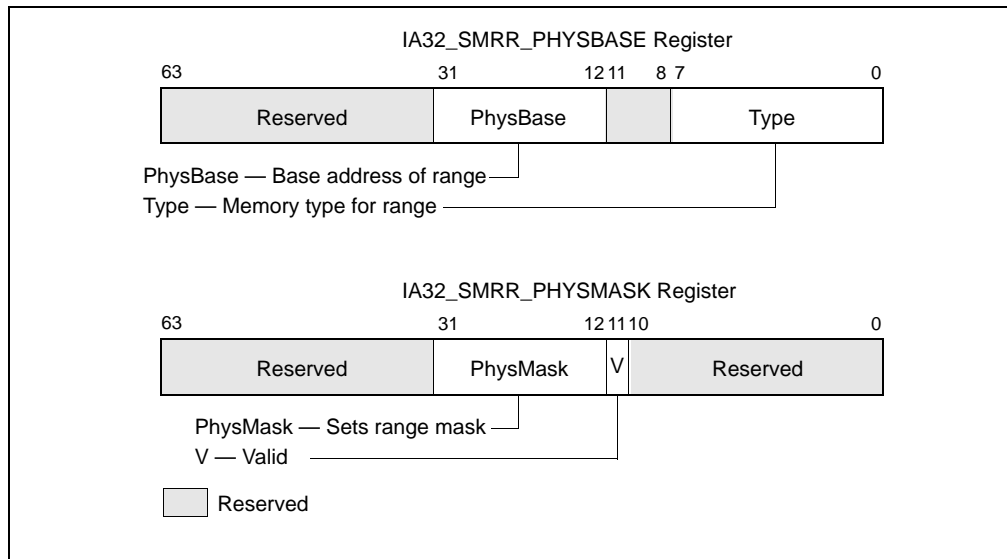 IA32_SMRR_PHYSBASE Register
63 31 12 11 8 7 0
Reserved PhysBase Type
PhysBase — Base address of range
Type — Memory type for range
IA32_SMRR_PHYSMASK Register
63 31 12 11 10 0
Reserved PhysMask V Reserved
PhysMask — Sets range mask
V — Valid
Reserved